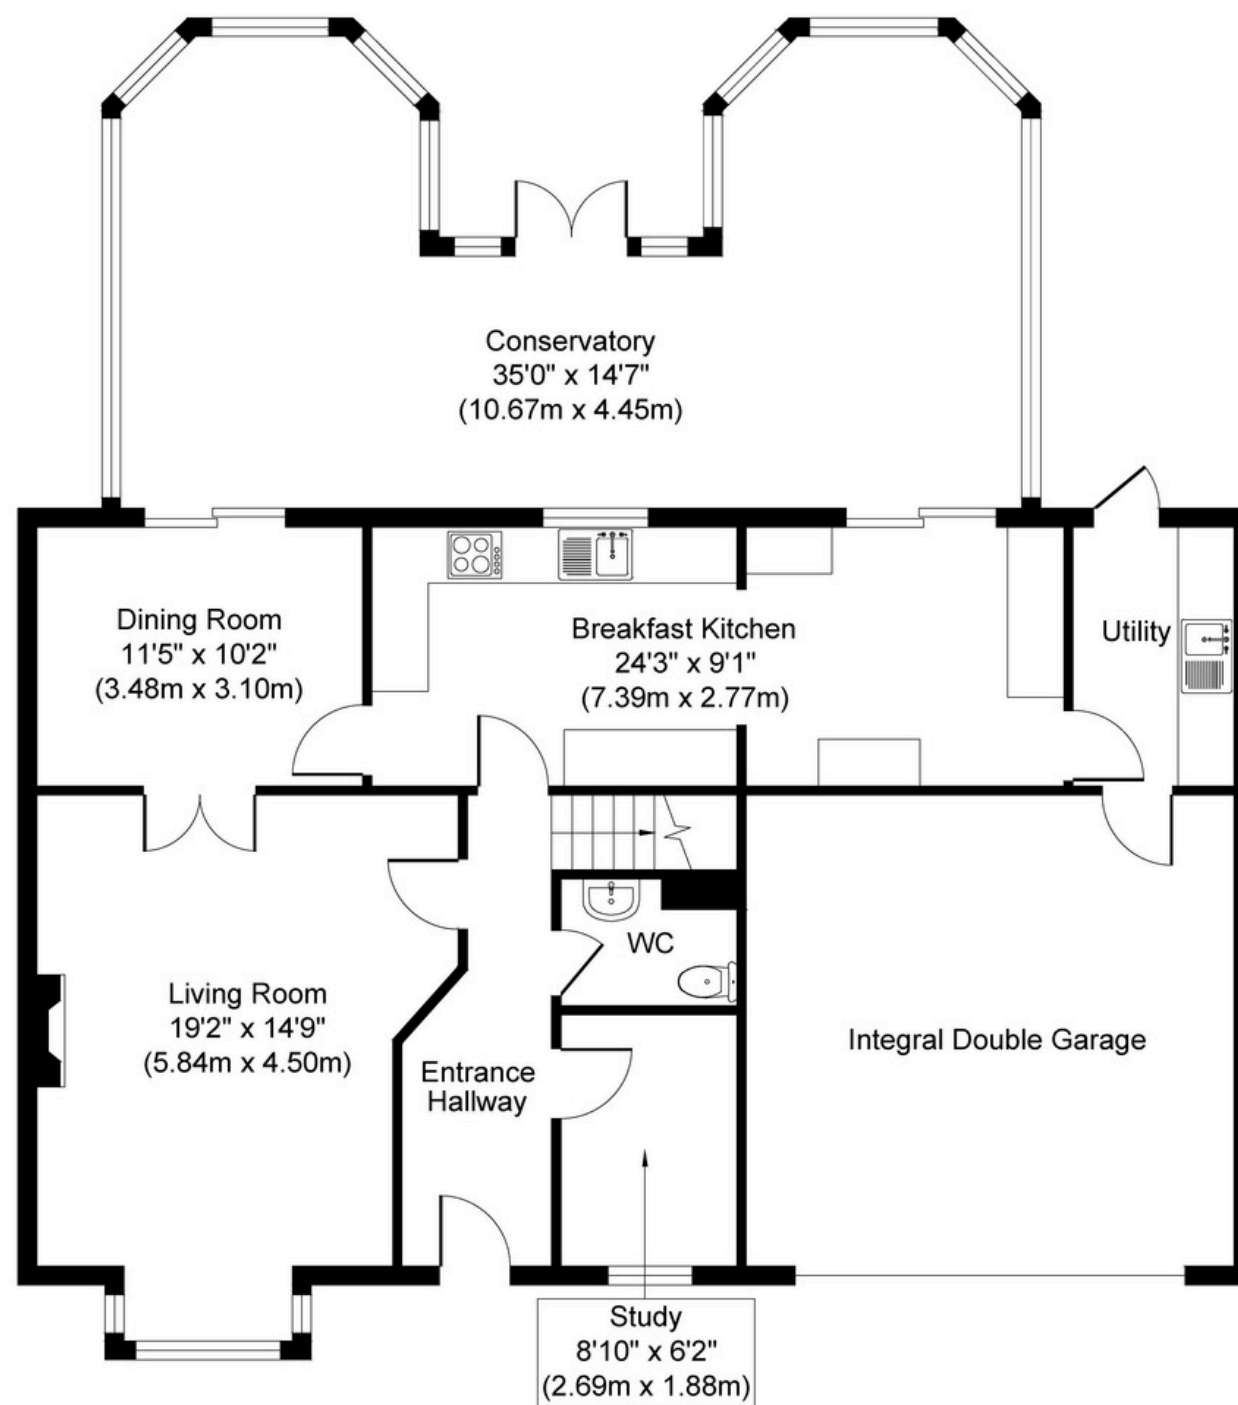 Conservatory
35'0" x 14'7"
(10.67m x 4.45m)
Dining Room
11'5" x 10'2"
(3.48m x 3.10m)
Breakfast Kitchen
24'3" x 9'1"
(7.39m x 2.77m)
Utility
WC
Living Room
19'2" x 14'9"
(5.84m x 4.50m)
Entrance
Hallway
Integral Double Garage
Study
8'10" x 6'2"
(2.69m x 1.88m)